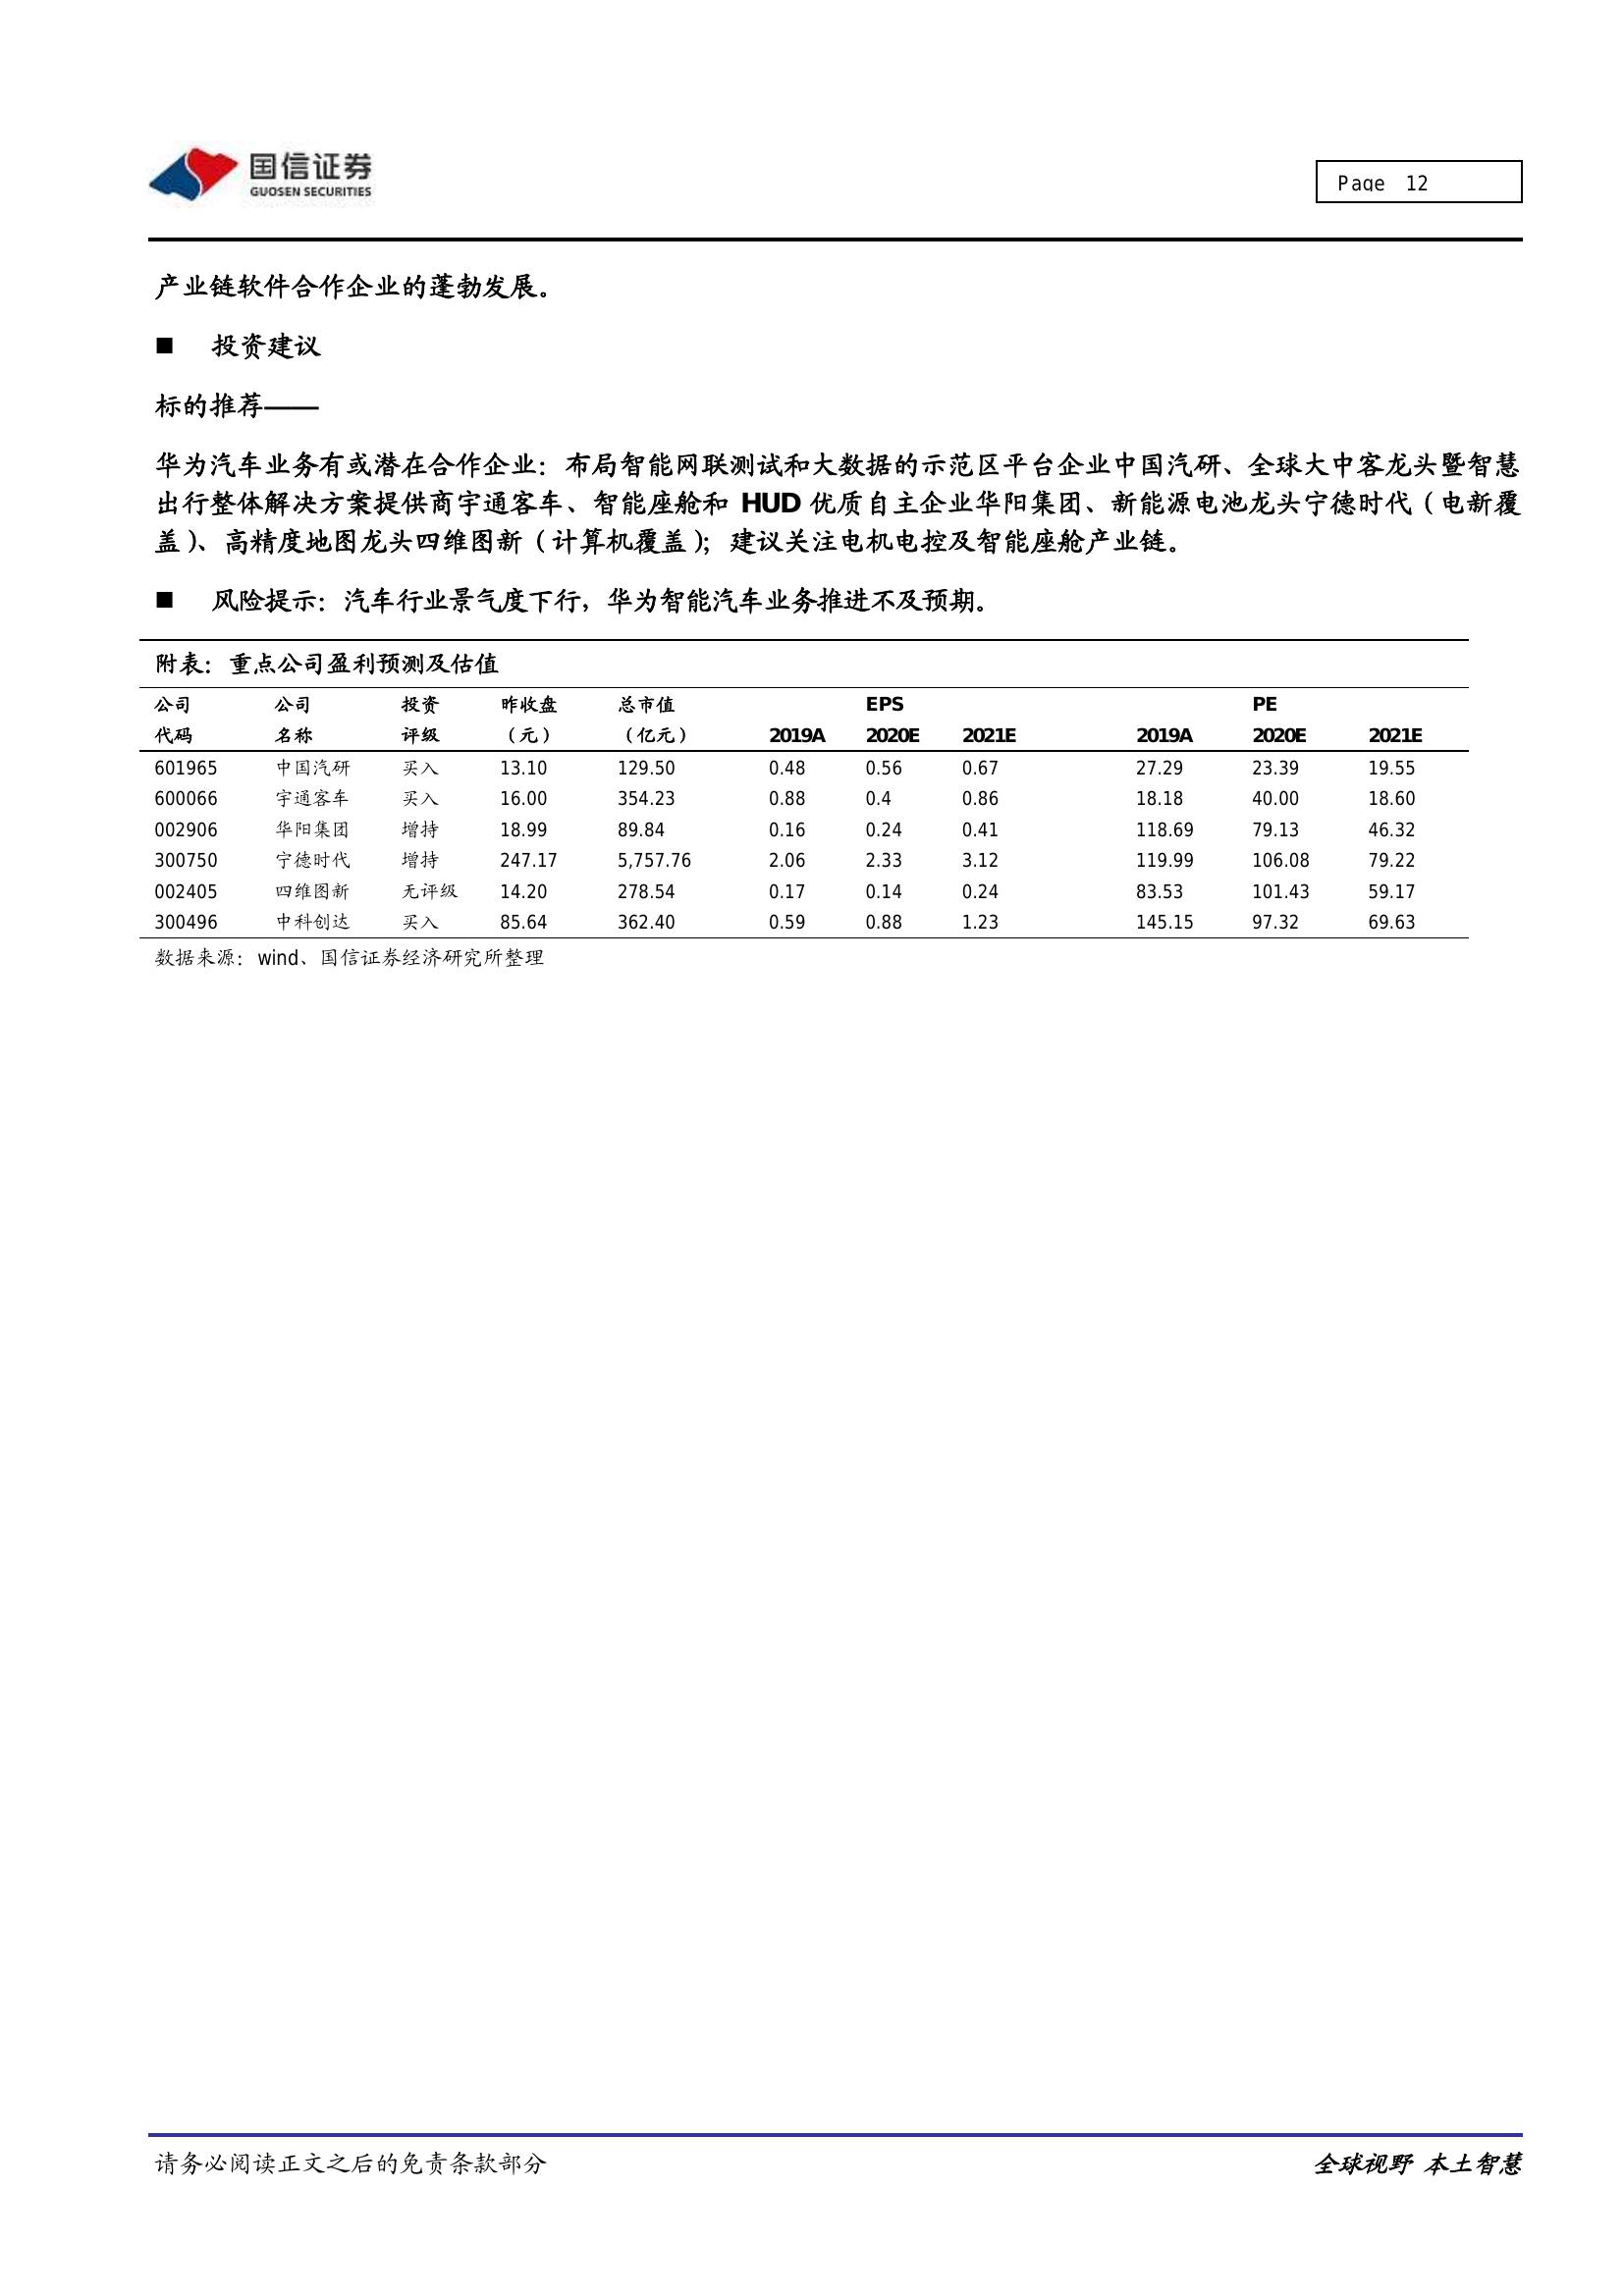 国信证券
GUOSEN SECURITIES
Page 12
产业链软件合作企业的蓬勃发展。
■ 投资建议
标的推荐——
华为汽车业务有或潜在合作企业：布局智能网联测试和大数据的示范区平台企业中国汽研、全球大中客龙头暨智慧
出行整体解决方案提供商宇通客车、智能座舱和 HUD 优质自主企业华阳集团、新能源电池龙头宁德时代（电新覆
盖）、高精度地图龙头四维图新（计算机覆盖）；建议关注电机电控及智能座舱产业链。
■ 风险提示：汽车行业景气度下行，华为智能汽车业务推进不及预期。
附表：重点公司盈利预测及估值
公司 公司 投资 昨收盘 总市值 EPS PE
代码 名称 评级 （元） （亿元） 2019A 2020E 2021E 2019A 2020E 2021E
601965 中国汽研 买入 13.10 129.50 0.48 0.56 0.67 27.29 23.39 19.55
600066 宇通客车 买入 16.00 354.23 0.88 0.4 0.86 18.18 40.00 18.60
002906 华阳集团 增持 18.99 89.84 0.16 0.24 0.41 118.69 79.13 46.32
300750 宁德时代 增持 247.17 5,757.76 2.06 2.33 3.12 119.99 106.08 79.22
002405 四维图新 无评级 14.20 278.54 0.17 0.14 0.24 83.53 101.43 59.17
300496 中科创达 买入 85.64 362.40 0.59 0.88 1.23 145.15 97.32 69.63
数据来源：wind、国信证券经济研究所整理
请务必阅读正文之后的免责条款部分 全球视野 本土智慧